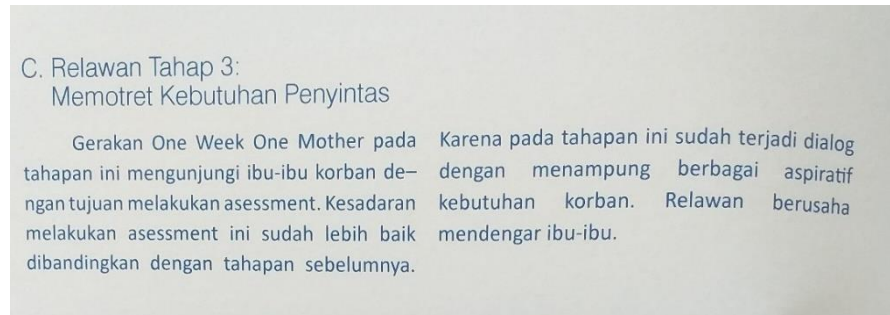 C. Relawan Tahap 3:
Memotret Kebutuhan Penyintas
Gerakan One Week One Mother pada
tahapan ini mengunjungi ibu-ibu korban de-
ngan tujuan melakukan asessment. Kesadaran
melakukan asessment ini sudah lebih baik
dibandingkan dengan tahapan sebelumnya.
Karena pada tahapan ini sudah terjadi dialog
dengan menampung berbagai aspiratif
kebutuhan korban. Relawan berusaha
mendengar ibu-ibu.